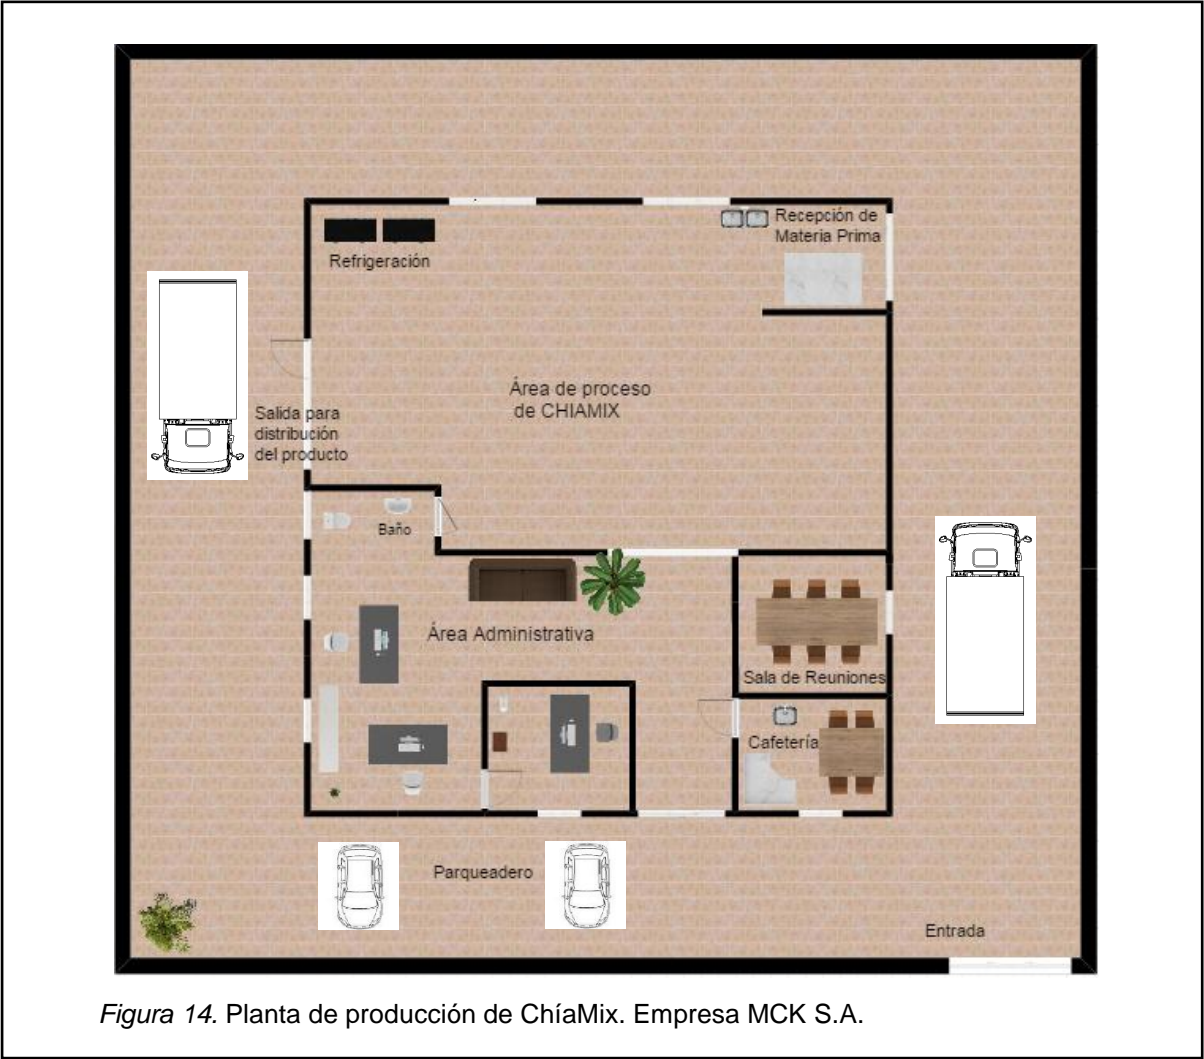 Recepción de
Materia Prima
Refrigeración
Área de proceso
de CHIAMIX
Salida para
distribución
del producto
Baño
Área Administrativa
Sala de Reuniones
Cafetería
Parqueadero
Entrada
Figura 14. Planta de producción de ChíaMix. Empresa MCK S.A.